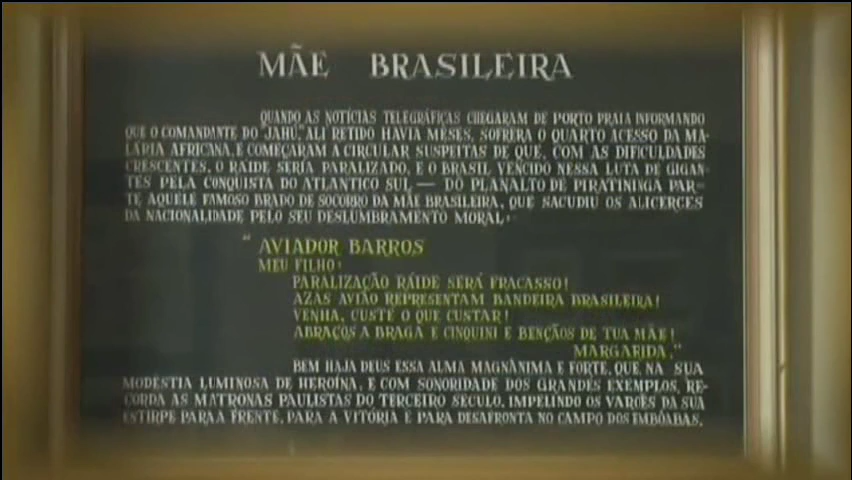 MÃE BRASILEIRA
QUANDO AS NOTÍCIAS TELEGRÁFICAS CHEGARAM DE PORTO PRAIA INFORMANDO
QUE O COMANDANTE DO "JAHÚ," ALI RETIDO HAVIA MÊSES, SOFRERA O QUARTO ACESSO DA MA-
LÁRIA AFRICANA, E COMEÇARAM A CIRCULAR SUSPEITAS DE QUE, COM AS DIFICULDADES
CRESCENTES, O RAIDE SERIA PARALIZADO, E O BRASIL VENCIDO NESSA LUTA DE GIGAN-
TES PELA CONQUISTA DO ATLANTICO SUL — DO PLANALTO DE PIRATININGA PAR-
TE AQUELE FAMOSO BRADO DE SOCORRO DA MÃE BRASILEIRA, QUE SACUDIU OS ALICERCES
DA NACIONALIDADE PELO SEU DESLUMBRAMENTO MORAL:
"AVIADOR BARROS
MEU FILHO:
PARALIZAÇÃO RÁIDE SERÁ FRACASSO!
AZAS AVIÃO REPRESENTAM BANDEIRA BRASILEIRA!
VENHA, CUSTE O QUE CUSTAR!
ABRAÇOS A BRAGA E CINQUINI E BENÇÃOS DE TUA MÃE!
MARGARIDA."
BEM HAJA DEUS ESSA ALMA MAGNÂNIMA E FORTE, QUE, NA SUA
MODÉSTIA LUMINOSA DE HEROÍNA, E COM SONORIDADE DOS GRANDES EXEMPLOS, RE-
CORDA AS MATRONAS PAULISTAS DO TERCEIRO SÉCULO, IMPELINDO OS VARÕES DA SUA
ESTIRPE PARA A FRENTE, PARA A VITÓRIA E PARA DESAFRONTA NO CAMPO DOS EMBÓABAS.